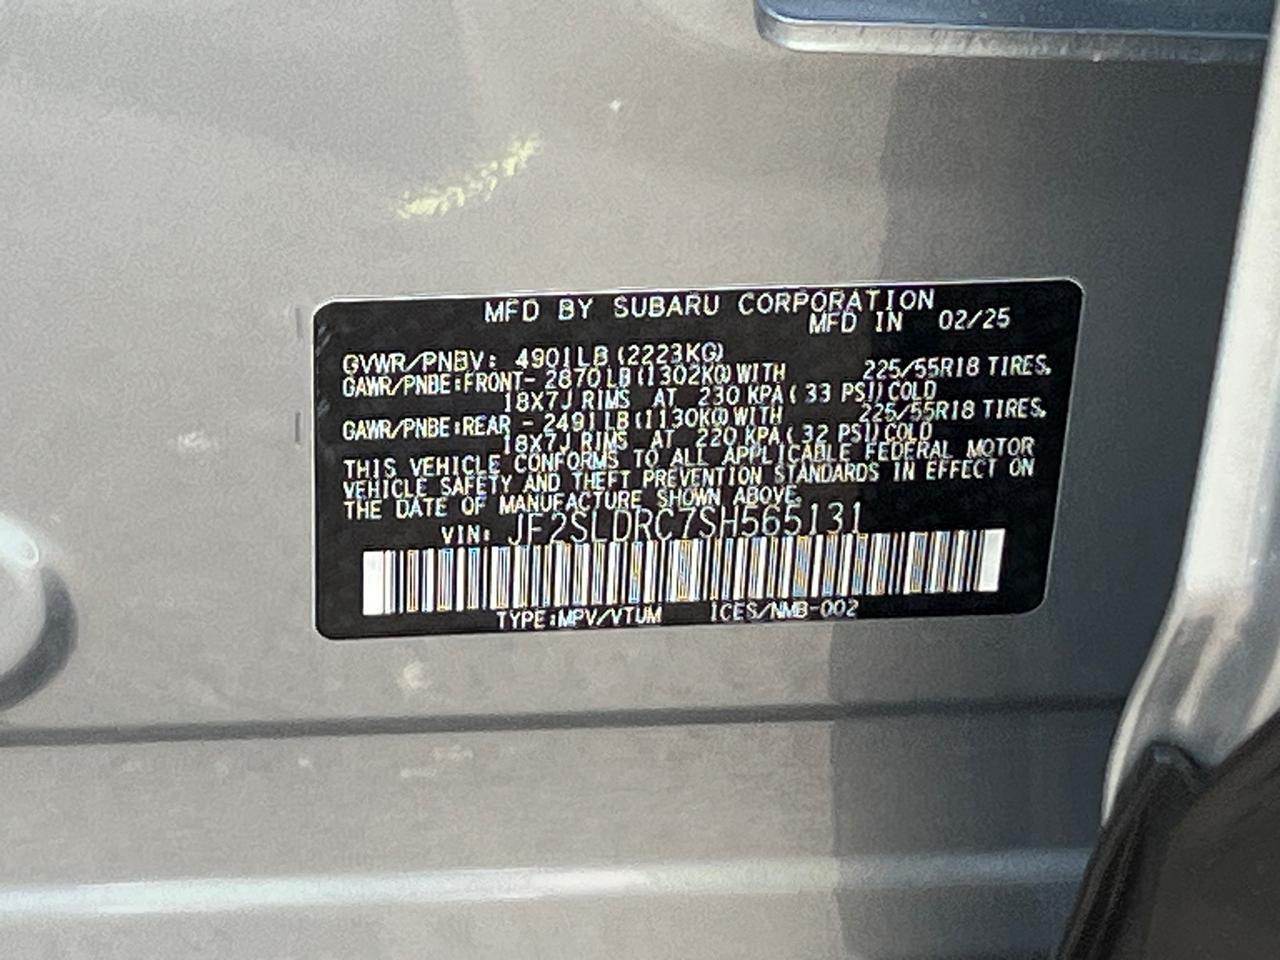 MFD BY SUBARU CORPORATION
MFD IN 02/25
GVWR/PNBV: 4901LB(2223KG)
GAWR/PNBE:FRONT- 2870LB(1302KG)WITH 225/55R18 TIRES,
18X7J RIMS AT 230 KPA( 33 PSI)COLD
GAWR/PNBE:REAR - 2491LB(1130KG)WITH 225/55R18 TIRES,
18X7J RIMS AT 220 KPA( 32 PSI)COLD
THIS VEHICLE CONFORMS TO ALL APPLICABLE FEDERAL MOTOR
VEHICLE SAFETY AND THEFT PREVENTION STANDARDS IN EFFECT ON
THE DATE OF MANUFACTURE SHOWN ABOVE.
VIN: JF2SLDRC7SH565131
TYPE:MPV/VTUM ICES/NMB-002